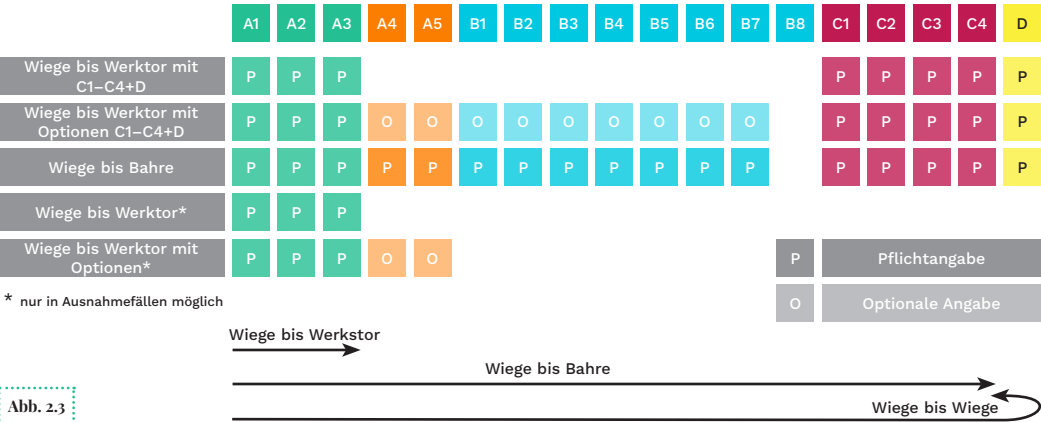 A1 A2 A3 A4 A5 B1 B2 B3 B4 B5 B6 B7 B8 C1 C2 C3 C4 D
Wiege bis Werktor mit
C1–C4+D
P P P P P P P P
Wiege bis Werktor mit
Optionen C1–C4+D
P P P O O O O O O O O O P P P P P
Wiege bis Bahre
P P P P P P P P P P P P P P P P P
Wiege bis Werktor*
P P P
Wiege bis Werktor mit
Optionen*
P P P O O
P Pflichtangabe
* nur in Ausnahmefällen möglich
O Optionale Angabe
Wiege bis Werkstor
Wiege bis Bahre
Abb. 2.3
Wiege bis Wiege